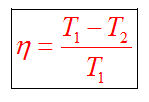 η = (T₁ − T₂) / T₁